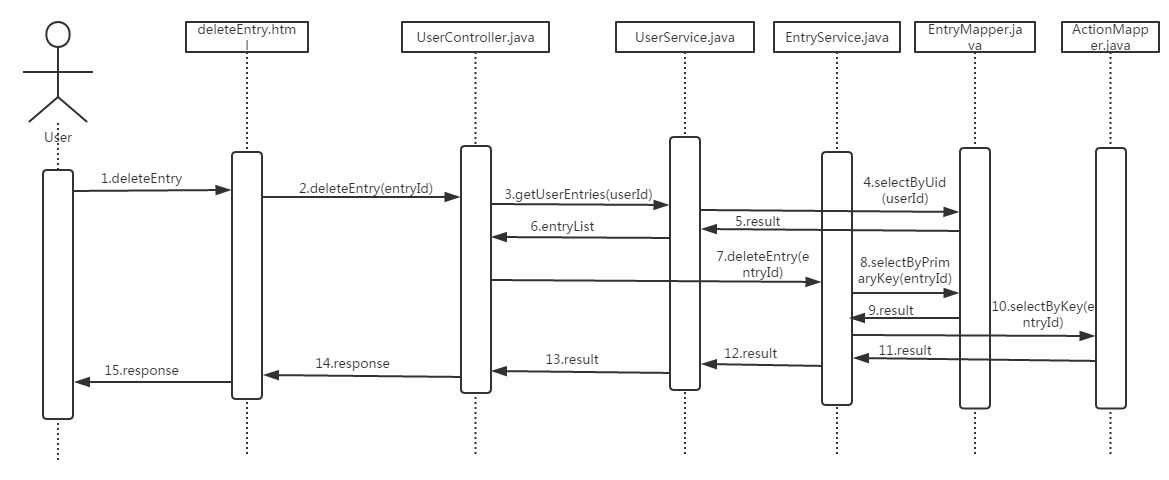 deleteEntry.htm
l
UserController.java
UserService.java
EntryService.java
EntryMapper.ja
va
ActionMapp
er.java
User
1.deleteEntry
2.deleteEntry(entryId)
3.getUserEntries(userId)
4.selectByUid
(userId)
5.result
6.entryList
7.deleteEntry(e
ntryId)
8.selectByPrim
aryKey(entryId)
9.result
10.selectByKey(e
ntryId)
11.result
12.result
13.result
14.response
15.response